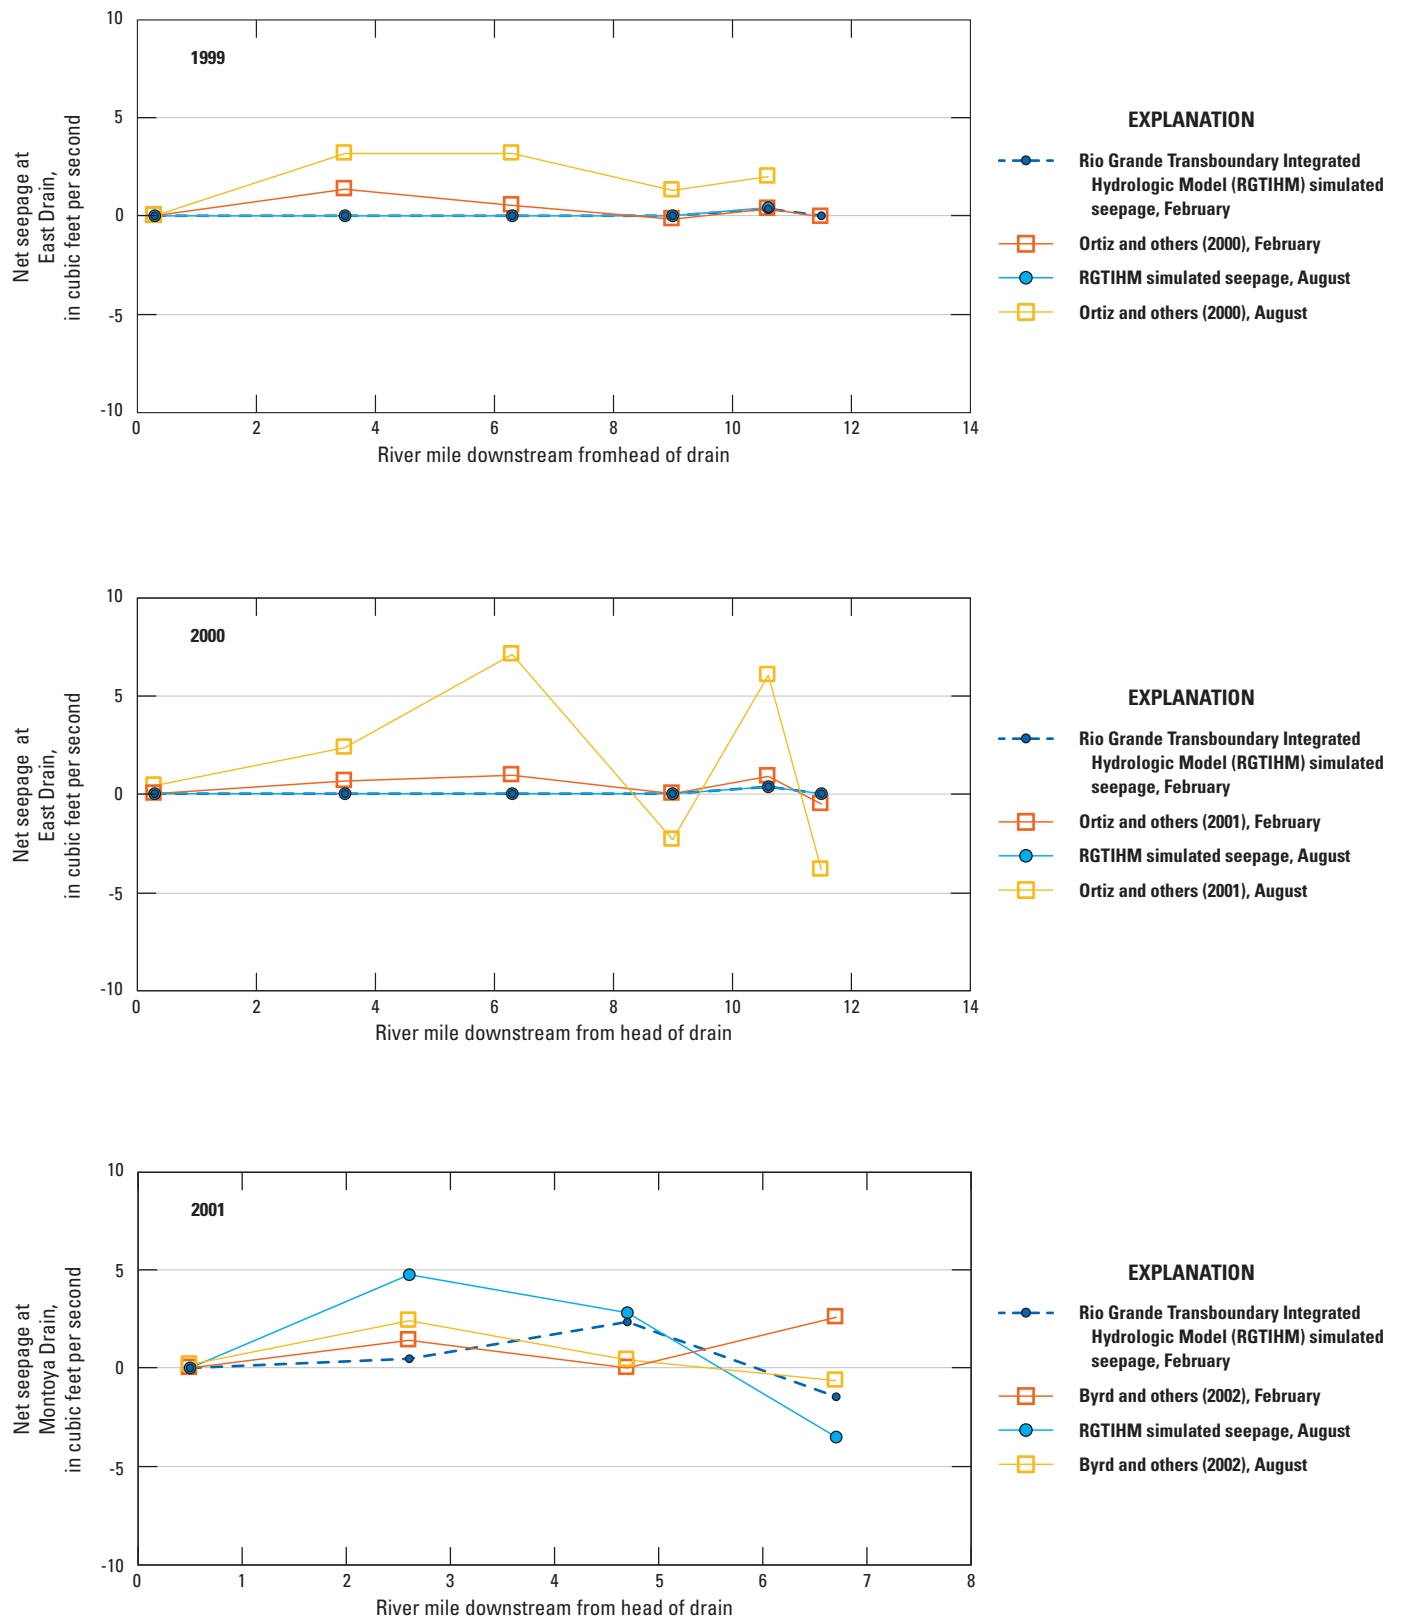 1999
10
5
0
-5
-10
Net seepage at
East Drain,
in cubic feet per second
0 2 4 6 8 10 12 14
River mile downstream fromhead of drain
EXPLANATION
Rio Grande Transboundary Integrated
Hydrologic Model (RGTIHM) simulated
seepage, February
Ortiz and others (2000), February
RGTIHM simulated seepage, August
Ortiz and others (2000), August
2000
10
5
0
-5
-10
Net seepage at
East Drain,
in cubic feet per second
0 2 4 6 8 10 12 14
River mile downstream from head of drain
EXPLANATION
Rio Grande Transboundary Integrated
Hydrologic Model (RGTIHM) simulated
seepage, February
Ortiz and others (2001), February
RGTIHM simulated seepage, August
Ortiz and others (2001), August
2001
10
5
0
-5
-10
Net seepage at
Montoya Drain,
in cubic feet per second
0 1 2 3 4 5 6 7 8
River mile downstream from head of drain
EXPLANATION
Rio Grande Transboundary Integrated
Hydrologic Model (RGTIHM) simulated
seepage, February
Byrd and others (2002), February
RGTIHM simulated seepage, August
Byrd and others (2002), August